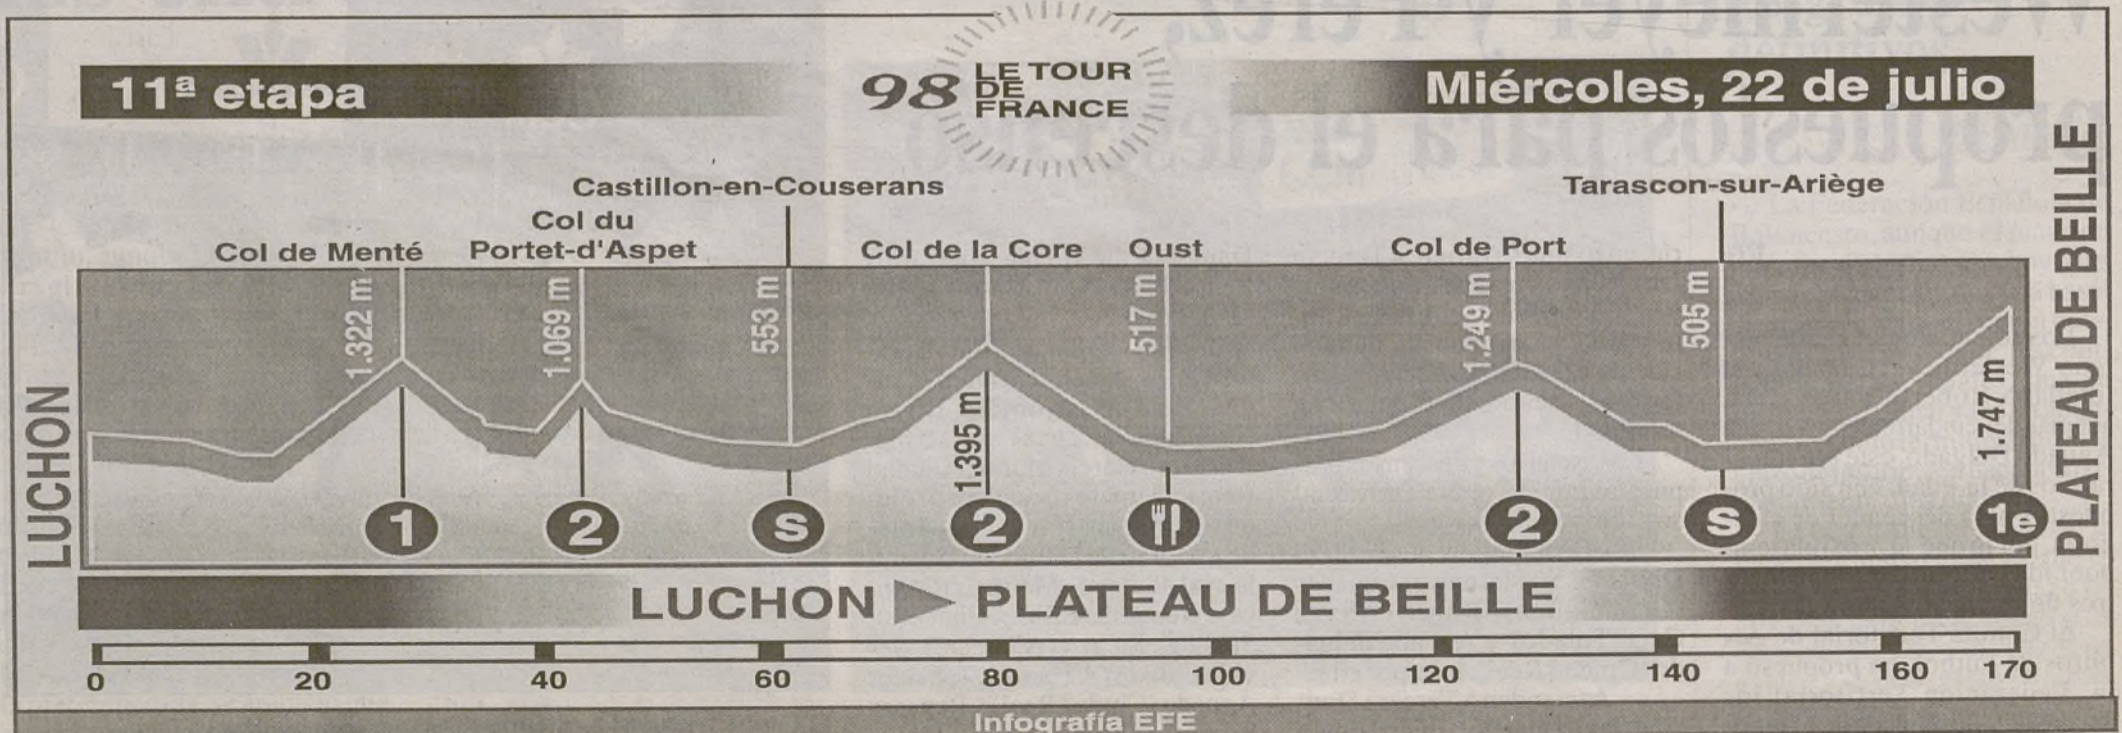 11ª etapa
98 LE TOUR
DE
FRANCE
Miércoles, 22 de julio
Castillon-en-Couserans
Tarascon-sur-Ariège
Col du
Portet-d'Aspet
Col de Menté
Col de la Core
Oust
Col de Port
1.322 m
1.069 m
553 m
1.395 m
517 m
1.249 m
505 m
1.747 m
LUCHON
PLATEAU DE BEILLE
1
2
S
2
2
S
1e
LUCHON PLATEAU DE BEILLE
0 20 40 60 80 100 120 140 160 170
Infografía EFE